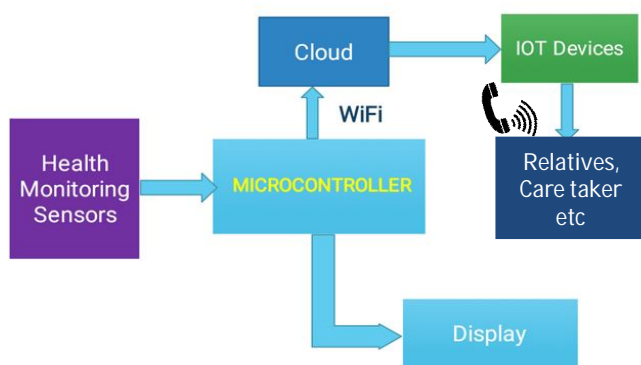 Cloud
IOT Devices
WiFi
Health
Monitoring
Sensors
MICROCONTROLLER
Relatives,
Care taker
etc
Display